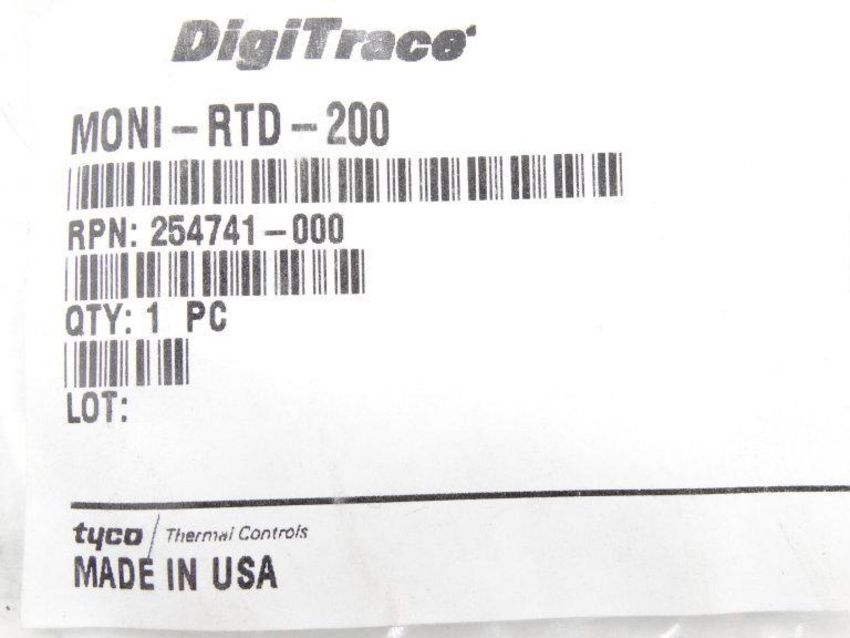 DigiTrace
MONI-RTD-200
RPN: 254741-000
QTY: 1 PC
LOT:
tyco / Thermal Controls
MADE IN USA